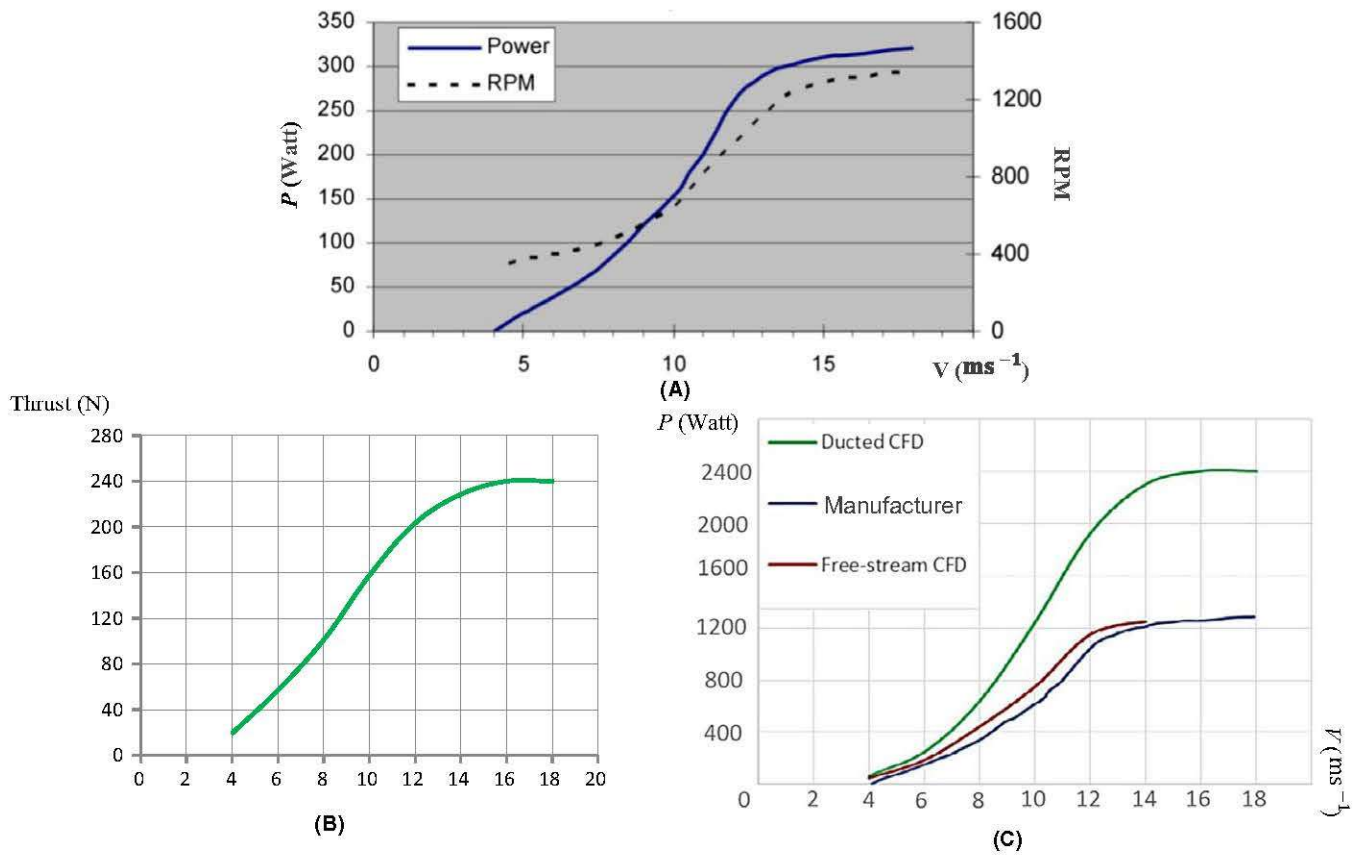 350
300
250
200
150
100
50
0
P (Watt)
Power
RPM
1600
1200
800
400
0
RPM
0 5 10 15 V (ms⁻¹)
(A)
Thrust (N)
280
240
200
160
120
80
40
0
0 2 4 6 8 10 12 14 16 18 20
(B)
P (Watt)
Ducted CFD
Manufacturer
Free-stream CFD
2400
2000
1600
1200
800
400
0 2 4 6 8 10 12 14 16 18
V (ms⁻¹)
(C)